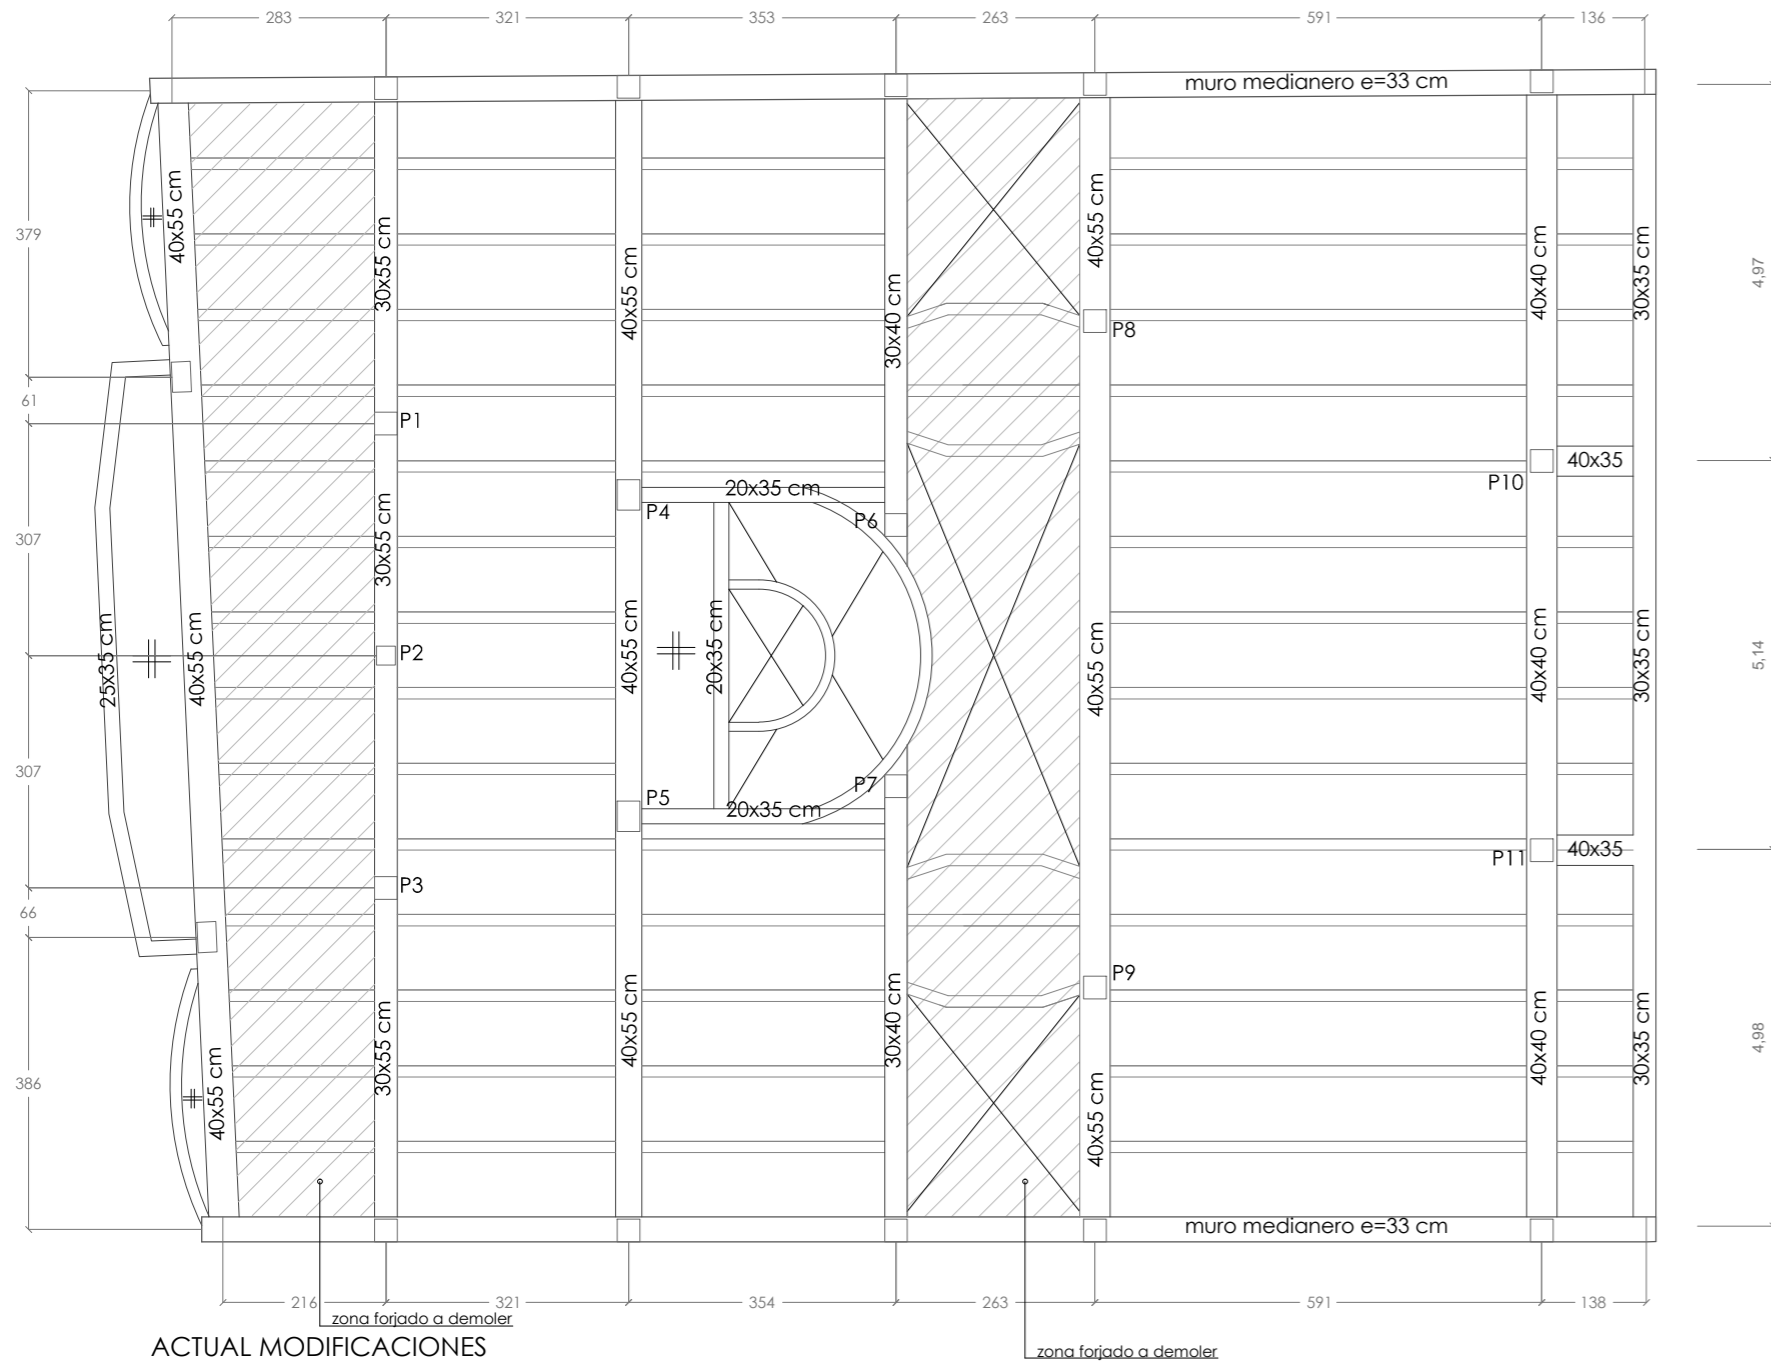 283
321
353
263
591
136
muro medianero e=33 cm
379
61
307
307
66
386
40x55 cm
30x55 cm
40x55 cm
30x40 cm
40x55 cm
40x40 cm
30x35 cm
4,97
P8
P1
P10
40x35
20x35 cm
P4
P6
30x55 cm
P2
25x35 cm
40x55 cm
40x55 cm
20x35 cm
40x55 cm
40x40 cm
30x35 cm
5,14
P5
P7
20x35 cm
P11
40x35
P3
P9
40x55 cm
30x55 cm
40x55 cm
30x40 cm
40x55 cm
40x40 cm
30x35 cm
4,98
muro medianero e=33 cm
216
321
354
263
591
138
zona forjado a demoler
ACTUAL MODIFICACIONES
zona forjado a demoler